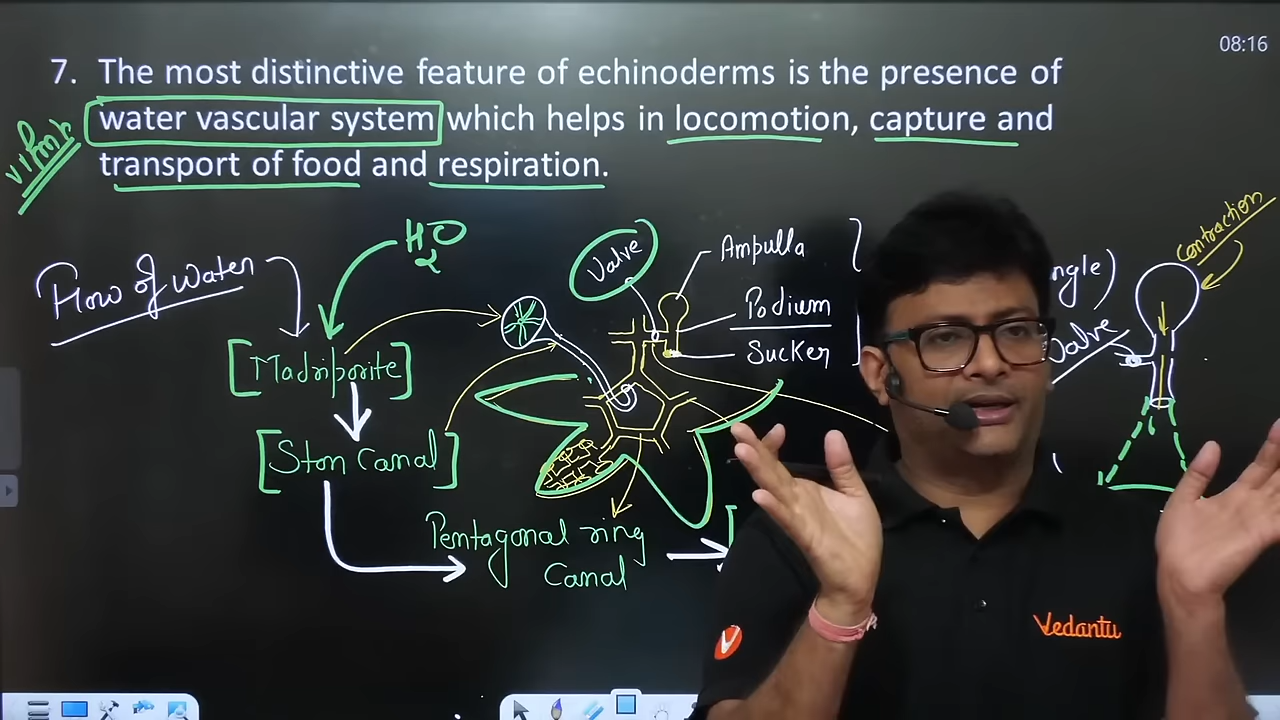 08:16
7. The most distinctive feature of echinoderms is the presence of
water vascular system which helps in locomotion, capture and
transport of food and respiration.
v. Imp.
Flow of Water
H2O
[Madriporite]
[Ston Canal]
Pentagonal ring
Canal
Valve
Ampulla
Podium
Sucker
ngle)
Valve
Contraction
Vedantu